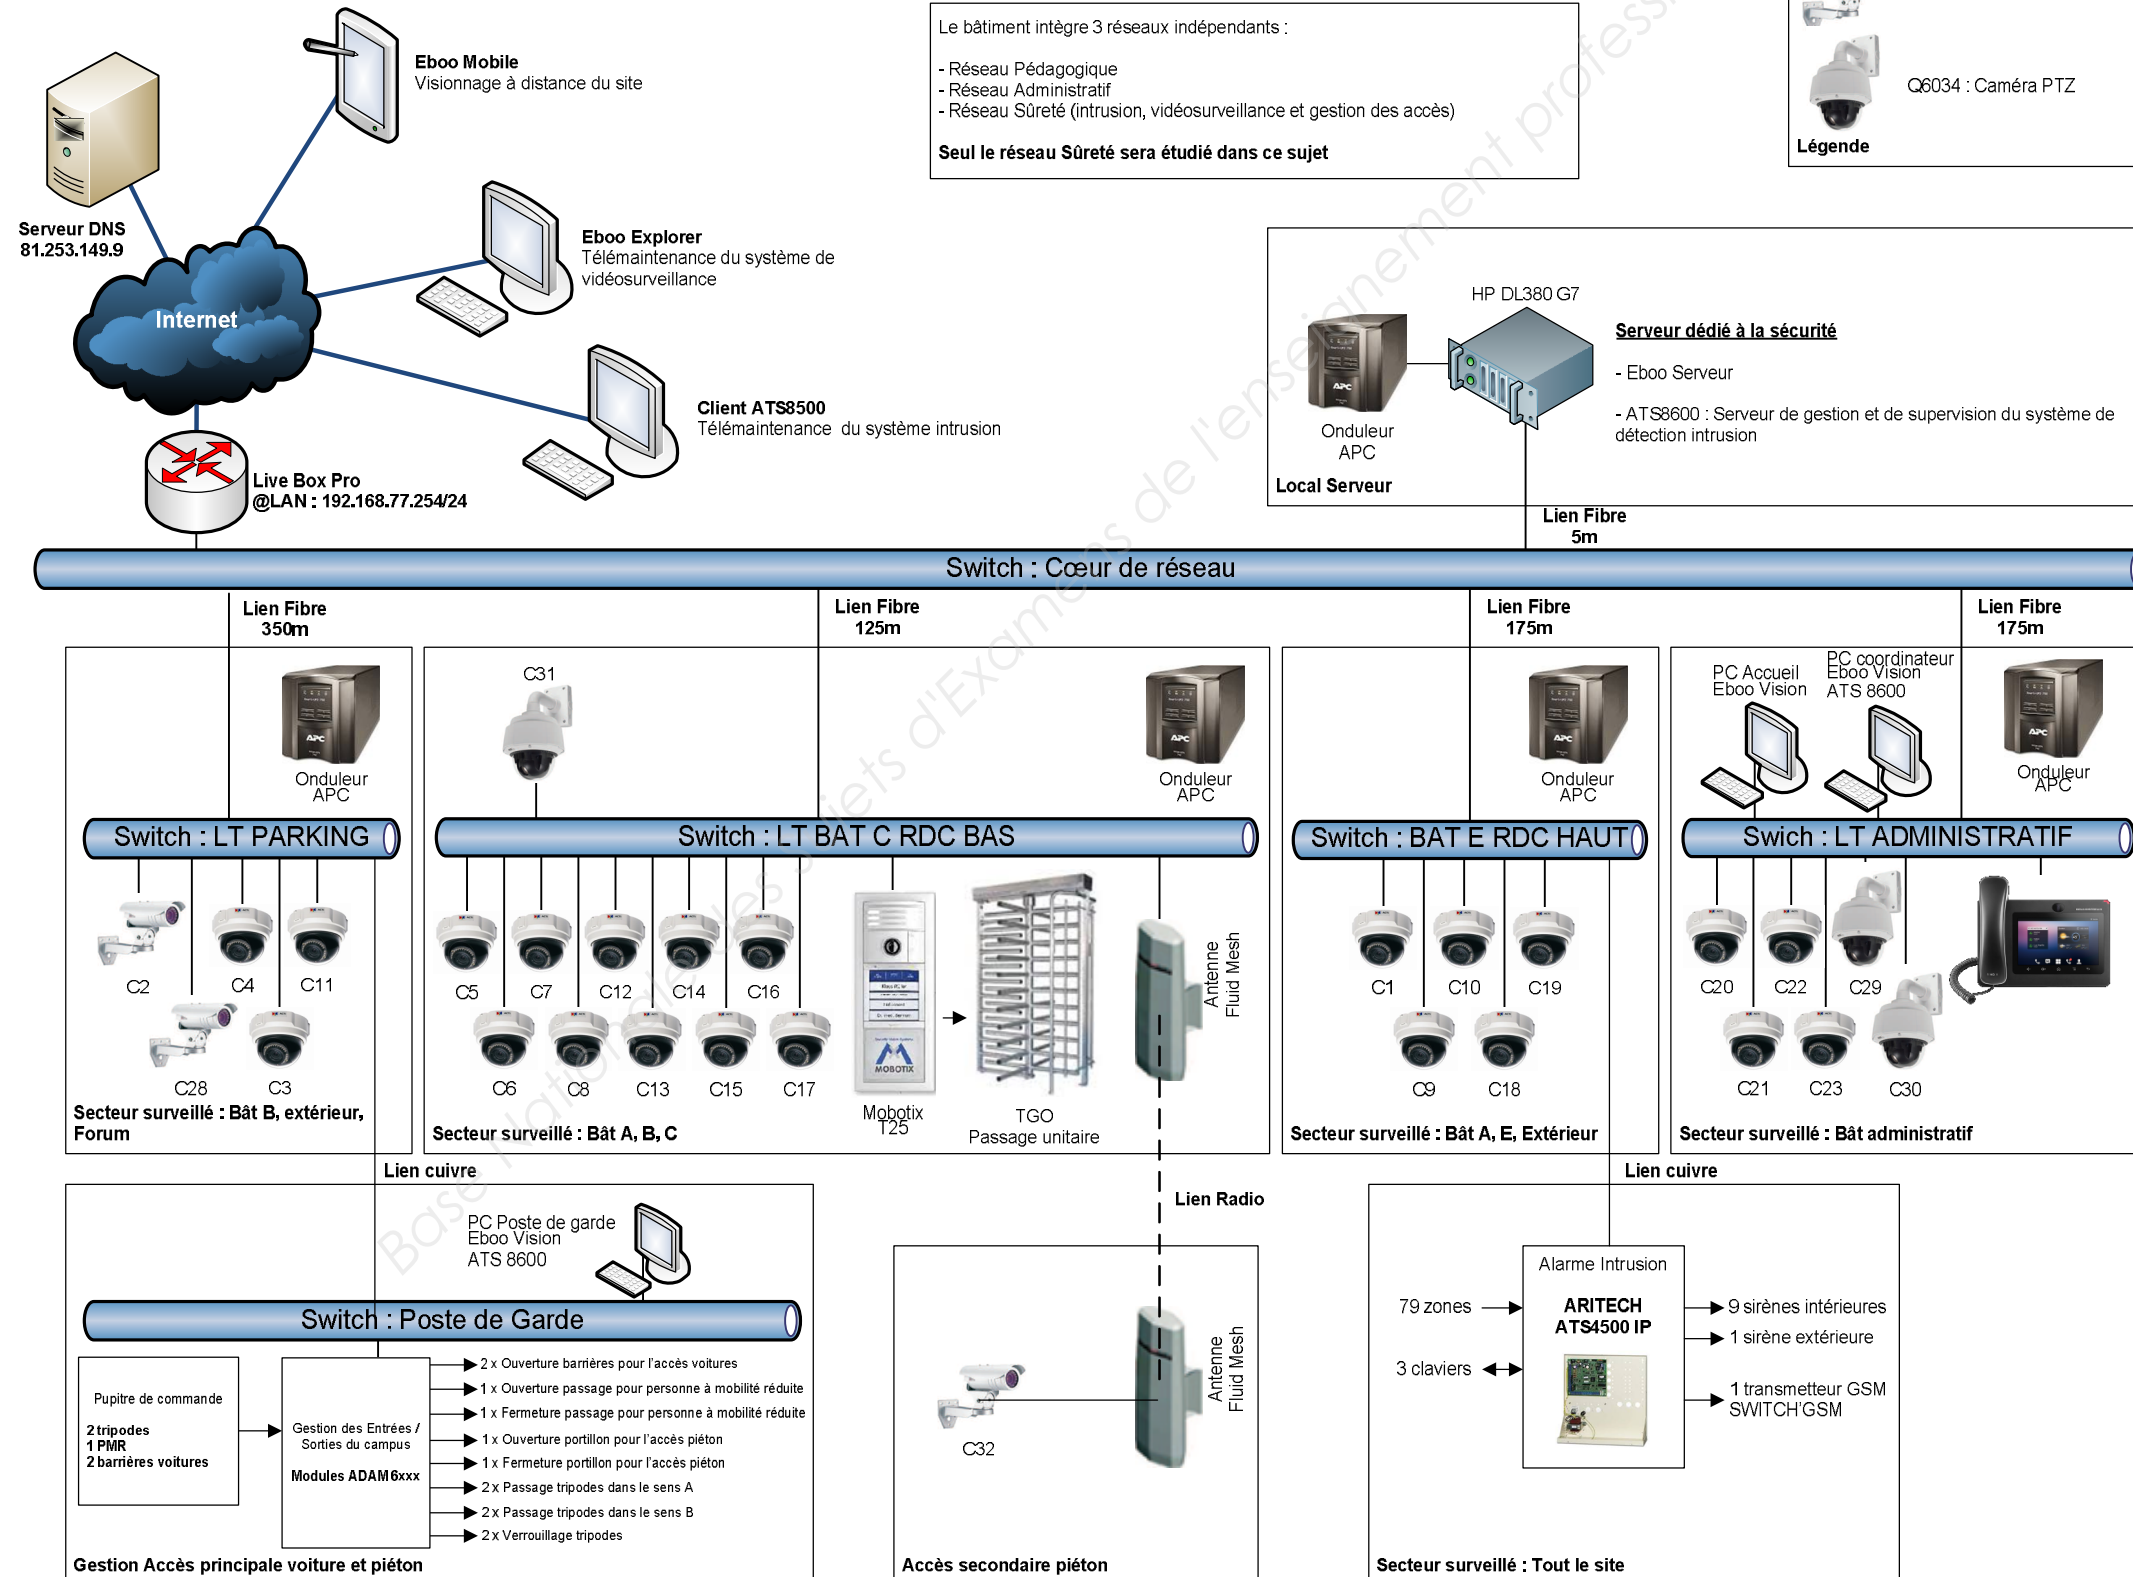 Eboo Mobile
Visionnage à distance du site
Le bâtiment intègre 3 réseaux indépendants :
- Réseau Pédagogique
- Réseau Administratif
- Réseau Sûreté (intrusion, vidéosurveillance et gestion des accès)
Seul le réseau Sûreté sera étudié dans ce sujet
Q6034 : Caméra PTZ
Légende
Serveur DNS
81.253.149.9
Eboo Explorer
Télémaintenance du système de
vidéosurveillance
Internet
Client ATS8500
Télémaintenance du système intrusion
Live Box Pro
@LAN : 192.168.77.254/24
HP DL380 G7
Serveur dédié à la sécurité
- Eboo Serveur
- ATS8600 : Serveur de gestion et de supervision du système de
détection intrusion
APC
Onduleur
APC
Local Serveur
Lien Fibre
5m
Switch : Cœur de réseau
Lien Fibre
350m
Lien Fibre
125m
Lien Fibre
175m
Lien Fibre
175m
APC
Onduleur
APC
Switch : LT PARKING
C2
C4
C11
C28
C3
Secteur surveillé : Bât B, extérieur,
Forum
C31
APC
Onduleur
APC
Switch : LT BAT C RDC BAS
C5
C7
C12
C14
C16
C6
C8
C13
C15
C17
MOBOTIX
Mobotix
T25
TGO
Passage unitaire
Antenne
Fluid Mesh
Secteur surveillé : Bât A, B, C
APC
Onduleur
APC
Switch : BAT E RDC HAUT
C1
C10
C19
C9
C18
Secteur surveillé : Bât A, E, Extérieur
PC Accueil
Eboo Vision
PC coordinateur
Eboo Vision
ATS 8600
APC
Onduleur
APC
Swich : LT ADMINISTRATIF
C20
C22
C29
C21
C23
C30
Secteur surveillé : Bât administratif
Lien cuivre
Lien Radio
Lien cuivre
PC Poste de garde
Eboo Vision
ATS 8600
Switch : Poste de Garde
Pupitre de commande
2 tripodes
1 PMR
2 barrières voitures
Gestion des Entrées /
Sorties du campus
Modules ADAM6xxx
2 x Ouverture barrières pour l'accès voitures
1 x Ouverture passage pour personne à mobilité réduite
1 x Fermeture passage pour personne à mobilité réduite
1 x Ouverture portillon pour l'accès piéton
1 x Fermeture portillon pour l'accès piéton
2 x Passage tripodes dans le sens A
2 x Passage tripodes dans le sens B
2 x Verrouillage tripodes
Gestion Accès principale voiture et piéton
C32
Antenne
Fluid Mesh
Accès secondaire piéton
Alarme Intrusion
ARITECH
ATS4500 IP
79 zones
3 claviers
9 sirènes intérieures
1 sirène extérieure
1 transmetteur GSM
SWITCH'GSM
Secteur surveillé : Tout le site
Base Nationale des Sujets d'Examens de l'enseignement professi